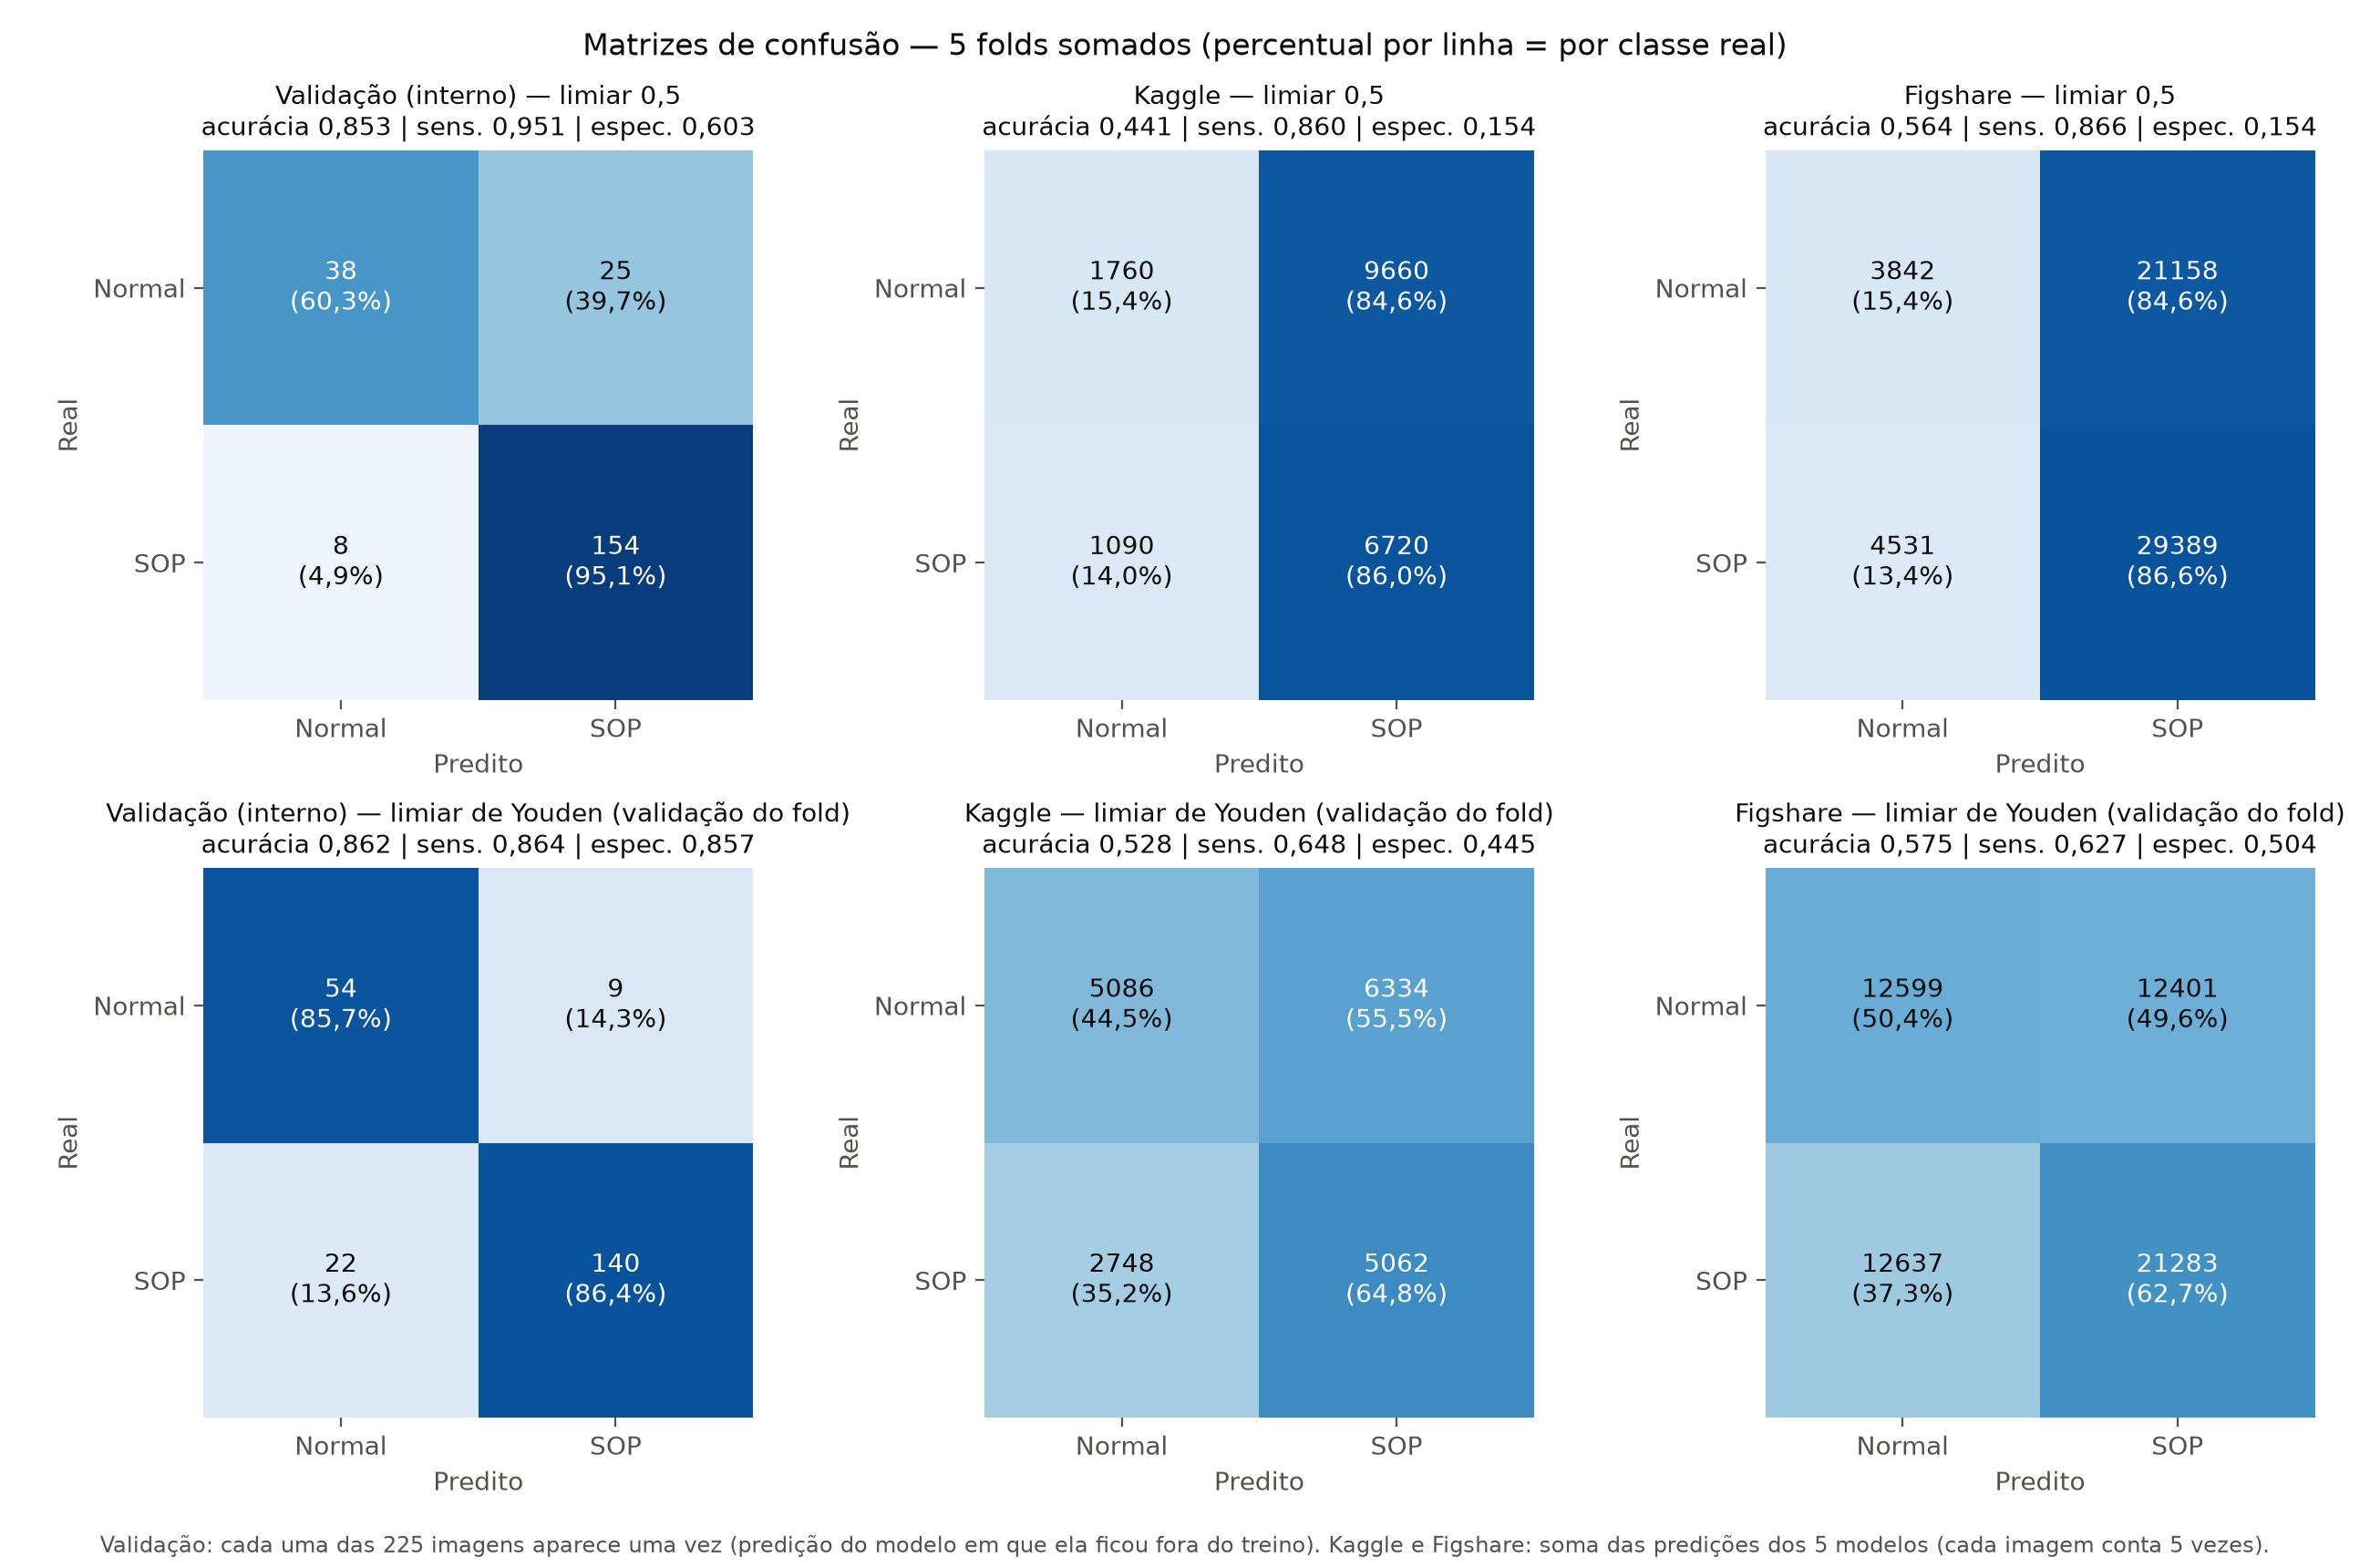 Matrizes de confusão — 5 folds somados (percentual por linha = por classe real)
Validação (interno) — limiar 0,5
acurácia 0,853 | sens. 0,951 | espec. 0,603
Real
Normal
38
(60,3%)
25
(39,7%)
SOP
8
(4,9%)
154
(95,1%)
Normal
SOP
Predito
Kaggle — limiar 0,5
acurácia 0,441 | sens. 0,860 | espec. 0,154
Real
Normal
1760
(15,4%)
9660
(84,6%)
SOP
1090
(14,0%)
6720
(86,0%)
Normal
SOP
Predito
Figshare — limiar 0,5
acurácia 0,564 | sens. 0,866 | espec. 0,154
Real
Normal
3842
(15,4%)
21158
(84,6%)
SOP
4531
(13,4%)
29389
(86,6%)
Normal
SOP
Predito
Validação (interno) — limiar de Youden (validação do fold)
acurácia 0,862 | sens. 0,864 | espec. 0,857
Real
Normal
54
(85,7%)
9
(14,3%)
SOP
22
(13,6%)
140
(86,4%)
Normal
SOP
Predito
Kaggle — limiar de Youden (validação do fold)
acurácia 0,528 | sens. 0,648 | espec. 0,445
Real
Normal
5086
(44,5%)
6334
(55,5%)
SOP
2748
(35,2%)
5062
(64,8%)
Normal
SOP
Predito
Figshare — limiar de Youden (validação do fold)
acurácia 0,575 | sens. 0,627 | espec. 0,504
Real
Normal
12599
(50,4%)
12401
(49,6%)
SOP
12637
(37,3%)
21283
(62,7%)
Normal
SOP
Predito
Validação: cada uma das 225 imagens aparece uma vez (predição do modelo em que ela ficou fora do treino). Kaggle e Figshare: soma das predições dos 5 modelos (cada imagem conta 5 vezes).